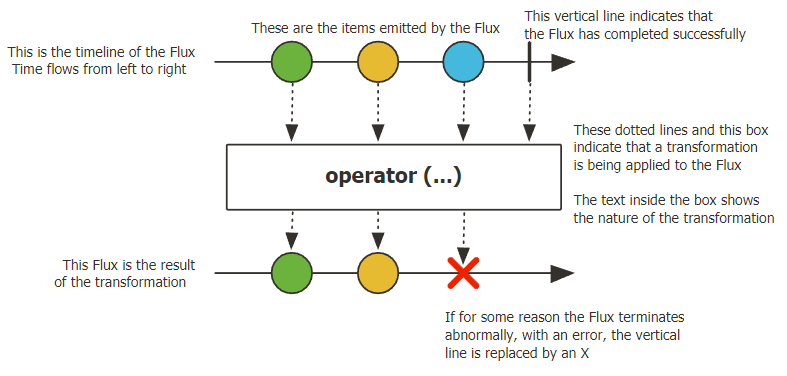 These are the items emitted by the Flux
This vertical line indicates that
the Flux has completed successfully
This is the timeline of the Flux
Time flows from left to right
These dotted lines and this box
indicate that a transformation
is being applied to the Flux
operator (...)
The text inside the box shows
the nature of the transformation
This Flux is the result
of the transformation
If for some reason the Flux terminates
abnormally, with an error, the vertical
line is replaced by an X